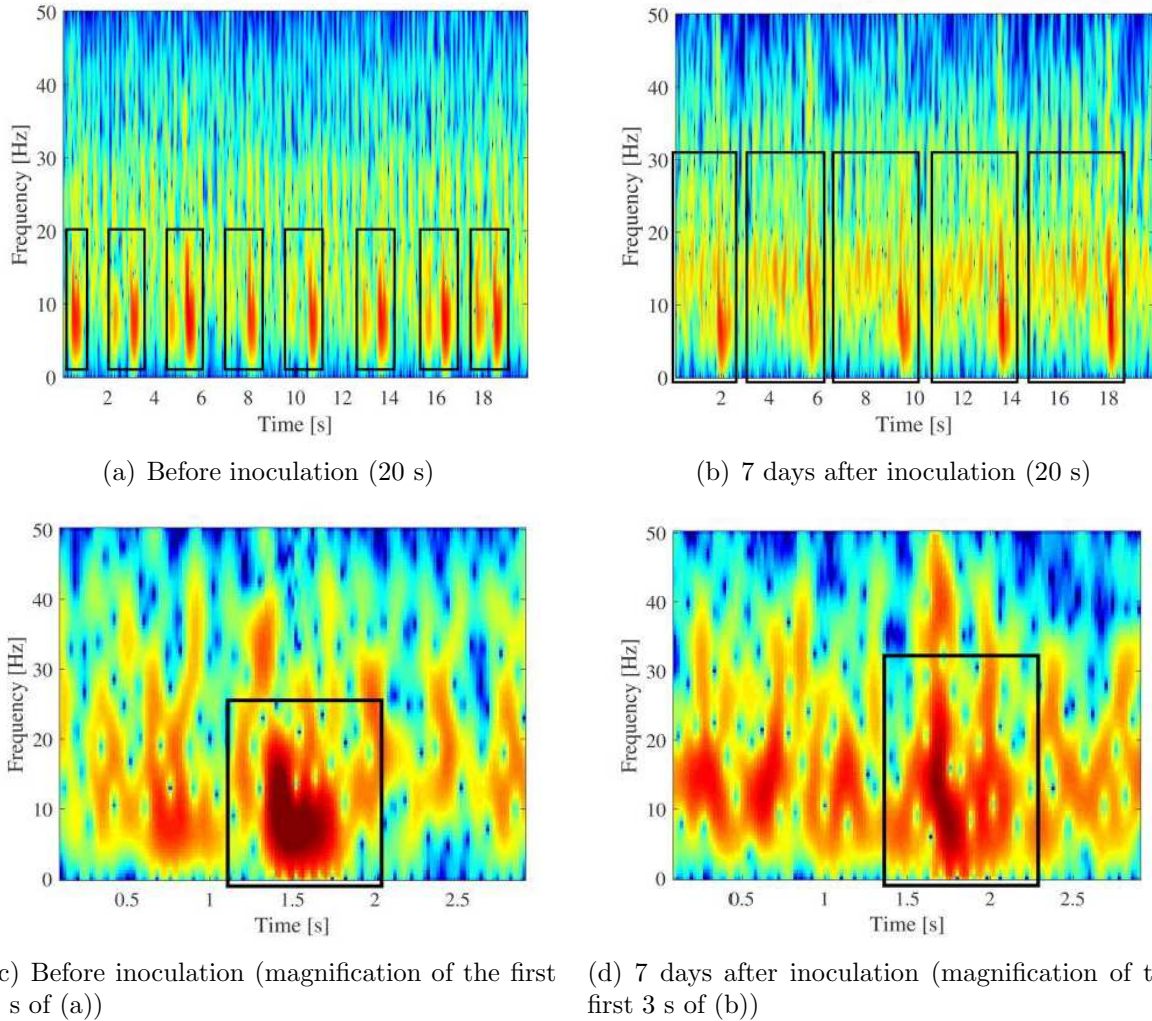 50
40
30
20
10
0
Frequency [Hz]
2 4 6 8 10 12 14 16 18
Time [s]
(a) Before inoculation (20 s)
50
40
30
20
10
0
Frequency [Hz]
2 4 6 8 10 12 14 16 18
Time [s]
(b) 7 days after inoculation (20 s)
50
40
30
20
10
0
Frequency [Hz]
0.5 1 1.5 2 2.5
Time [s]
c) Before inoculation (magnification of the first
s of (a))
50
40
30
20
10
0
Frequency [Hz]
0.5 1 1.5 2 2.5
Time [s]
(d) 7 days after inoculation (magnification of t
first 3 s of (b))